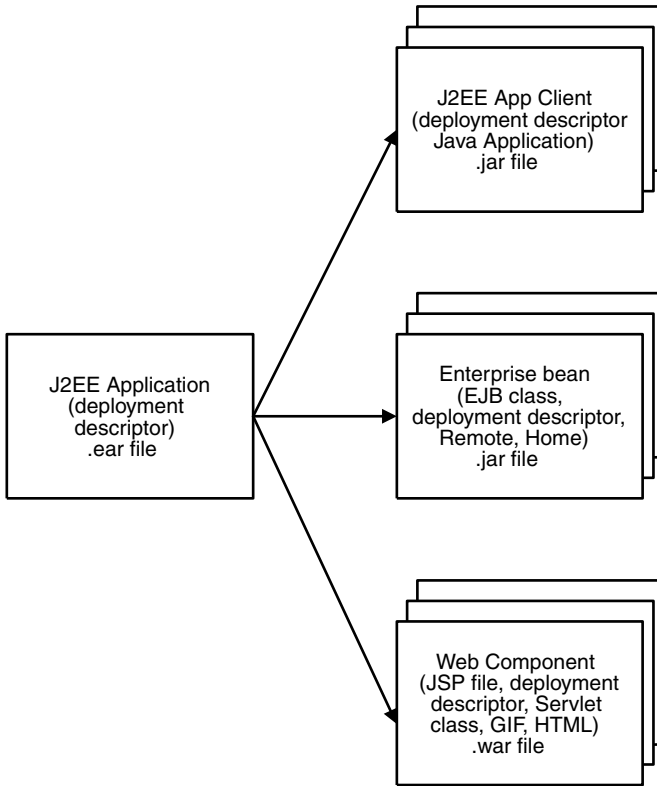 J2EE App Client
(deployment descriptor
Java Application)
.jar file
J2EE Application
(deployment
descriptor)
.ear file
Enterprise bean
(EJB class,
deployment descriptor,
Remote, Home)
.jar file
Web Component
(JSP file, deployment
descriptor, Servlet
class, GIF, HTML)
.war file